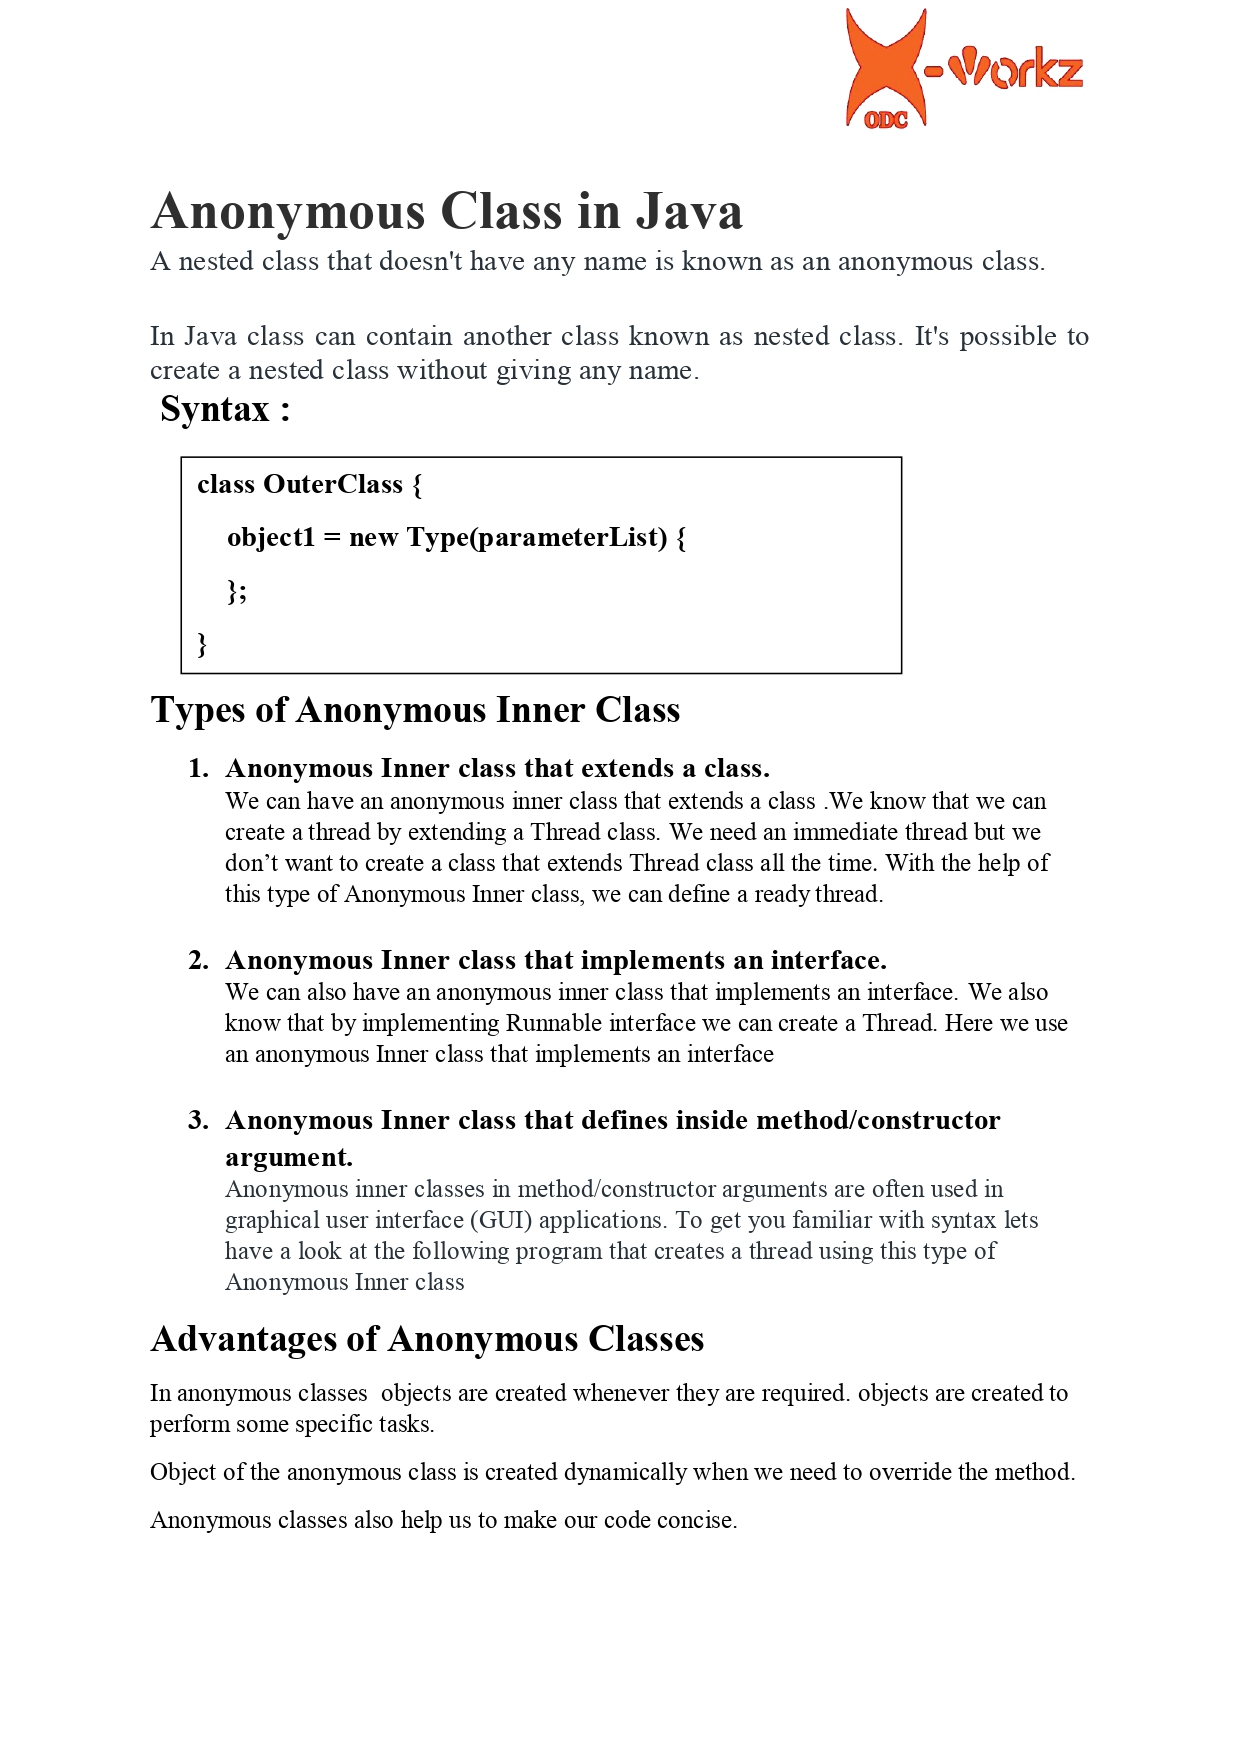 X-workz
ODC
Anonymous Class in Java
A nested class that doesn't have any name is known as an anonymous class.
In Java class can contain another class known as nested class. It's possible to
create a nested class without giving any name.
Syntax :
class OuterClass {
object1 = new Type(parameterList) {
};
}
Types of Anonymous Inner Class
1. Anonymous Inner class that extends a class.
We can have an anonymous inner class that extends a class .We know that we can
create a thread by extending a Thread class. We need an immediate thread but we
don’t want to create a class that extends Thread class all the time. With the help of
this type of Anonymous Inner class, we can define a ready thread.
2. Anonymous Inner class that implements an interface.
We can also have an anonymous inner class that implements an interface. We also
know that by implementing Runnable interface we can create a Thread. Here we use
an anonymous Inner class that implements an interface
3. Anonymous Inner class that defines inside method/constructor
argument.
Anonymous inner classes in method/constructor arguments are often used in
graphical user interface (GUI) applications. To get you familiar with syntax lets
have a look at the following program that creates a thread using this type of
Anonymous Inner class
Advantages of Anonymous Classes
In anonymous classes  objects are created whenever they are required. objects are created to
perform some specific tasks.
Object of the anonymous class is created dynamically when we need to override the method.
Anonymous classes also help us to make our code concise.